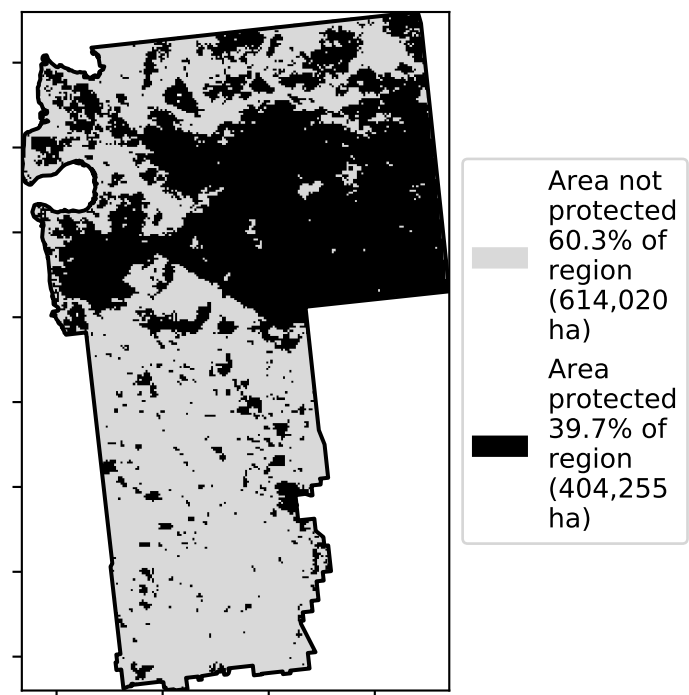 Area not
protected
60.3% of
region
(614,020
ha)
Area
protected
39.7% of
region
(404,255
ha)